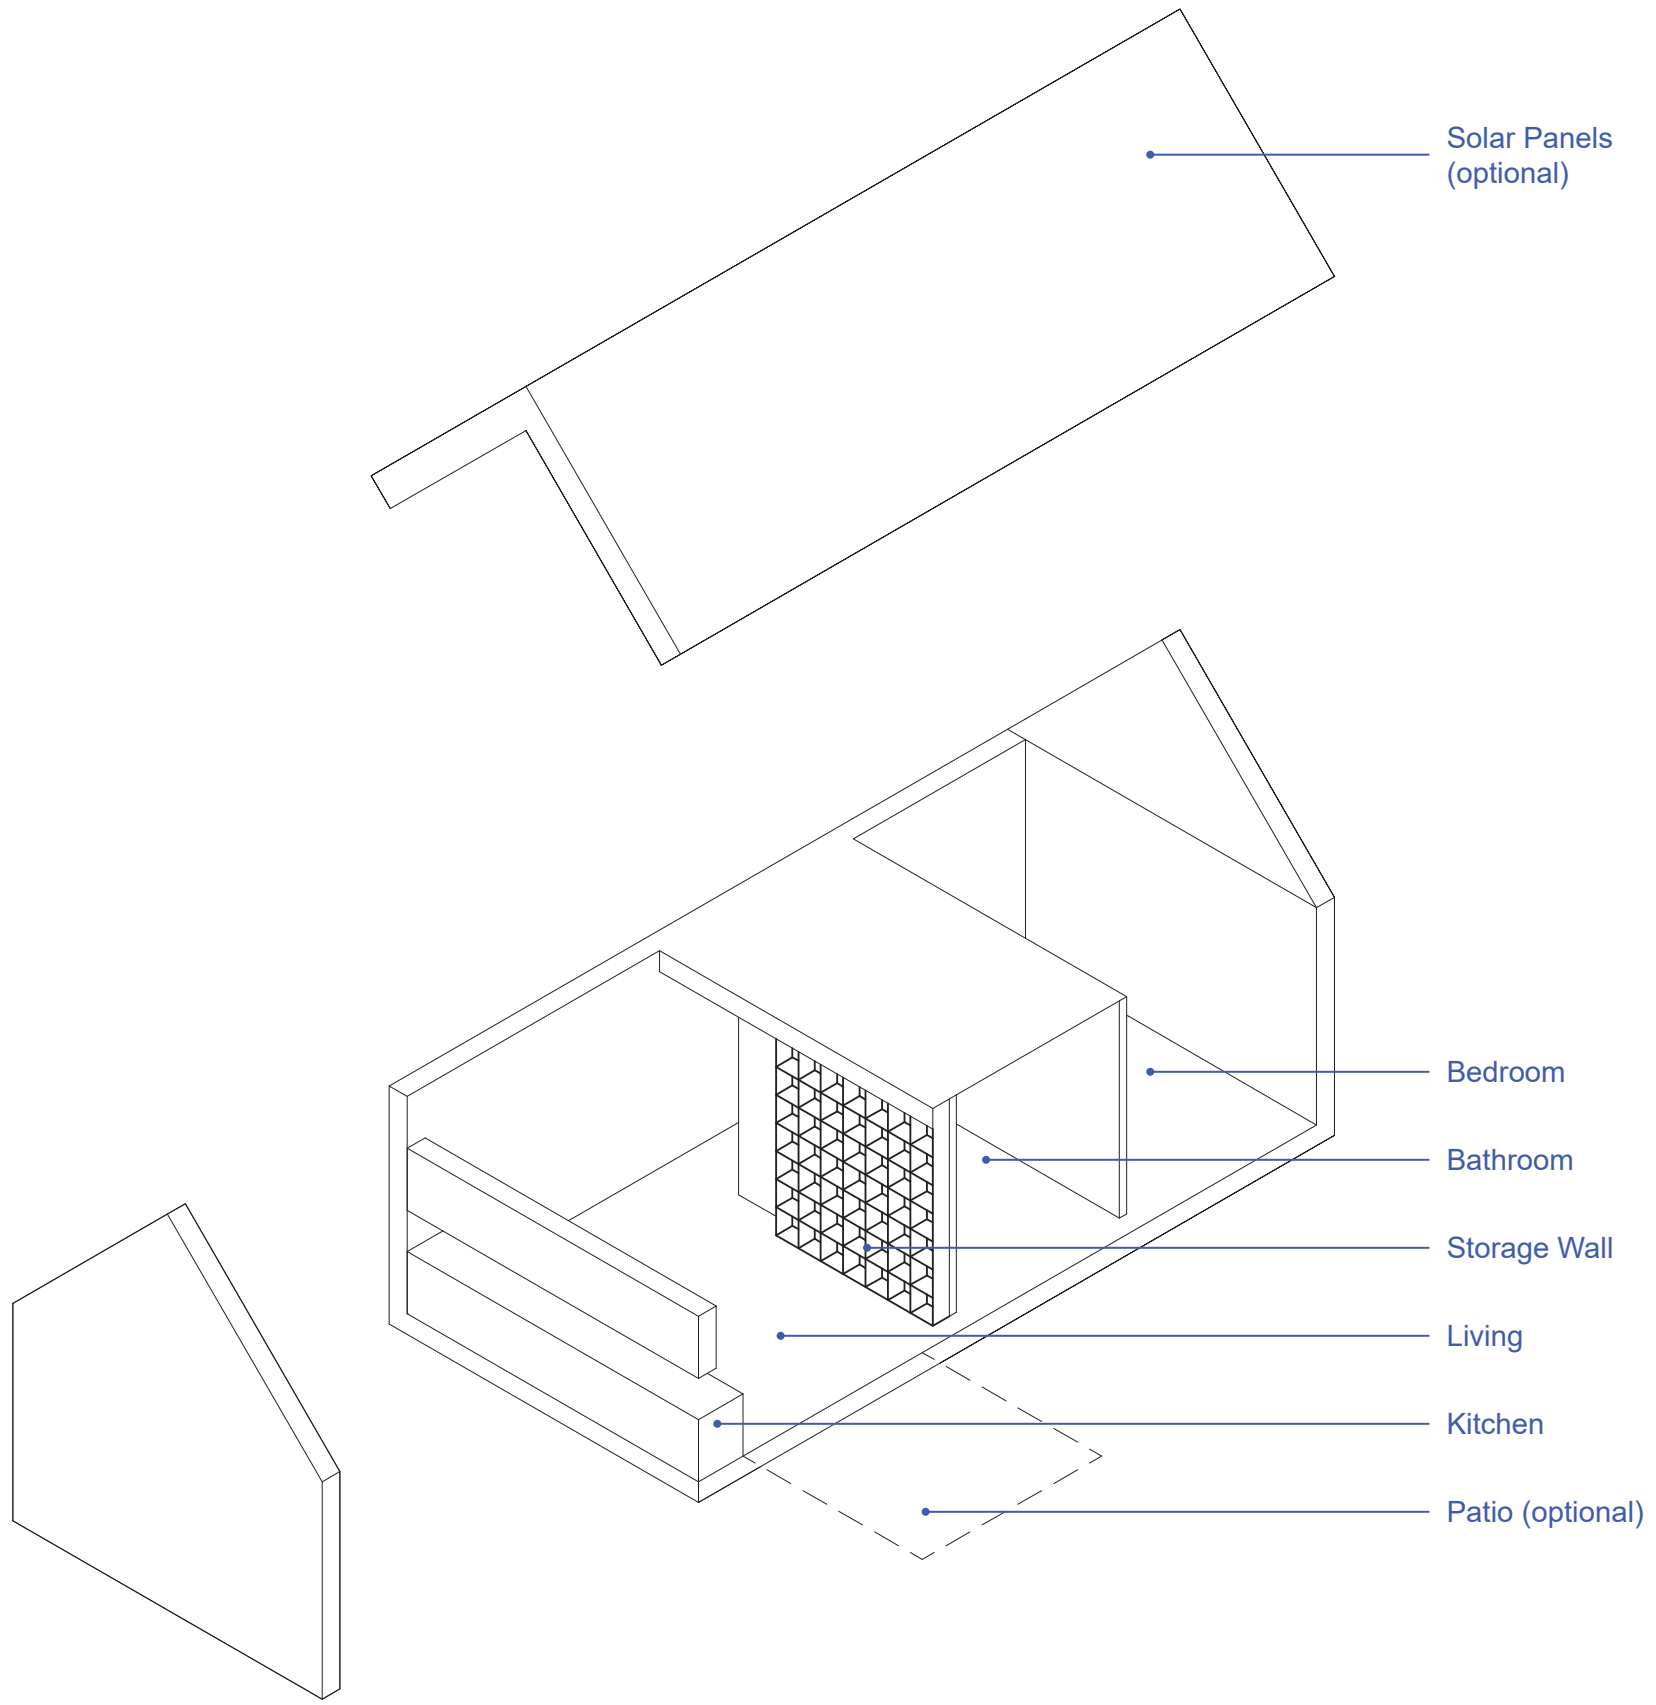 Solar Panels
(optional)
Bedroom
Bathroom
Storage Wall
Living
Kitchen
Patio (optional)